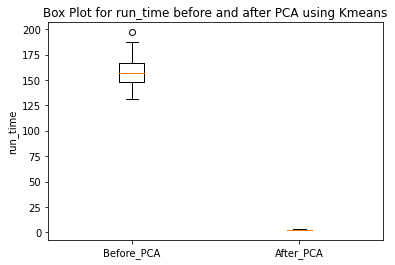 Box Plot for run_time before and after PCA using Kmeans
200
175
150
125
100
75
50
25
0
run_time
Before_PCA
After_PCA